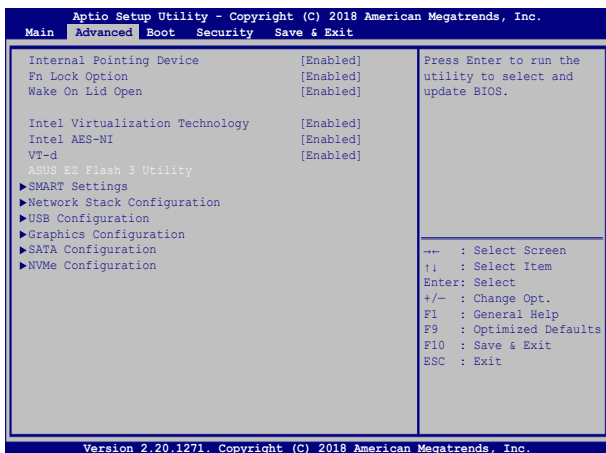 Aptio Setup Utility - Copyright (C) 2018 American Megatrends, Inc.
Main Advanced Boot Security Save & Exit
Internal Pointing Device [Enabled]
Fn Lock Option [Enabled]
Wake On Lid Open [Enabled]
Intel Virtualization Technology [Enabled]
Intel AES-NI [Enabled]
VT-d [Enabled]
ASUS EZ Flash 3 Utility
▶SMART Settings
▶Network Stack Configuration
▶USB Configuration
▶Graphics Configuration
▶SATA Configuration
▶NVMe Configuration
Press Enter to run the
utility to select and
update BIOS.
→← : Select Screen
↑↓ : Select Item
Enter: Select
+/— : Change Opt.
F1 : General Help
F9 : Optimized Defaults
F10 : Save & Exit
ESC : Exit
Version 2.20.1271. Copyright (C) 2018 American Megatrends, Inc.